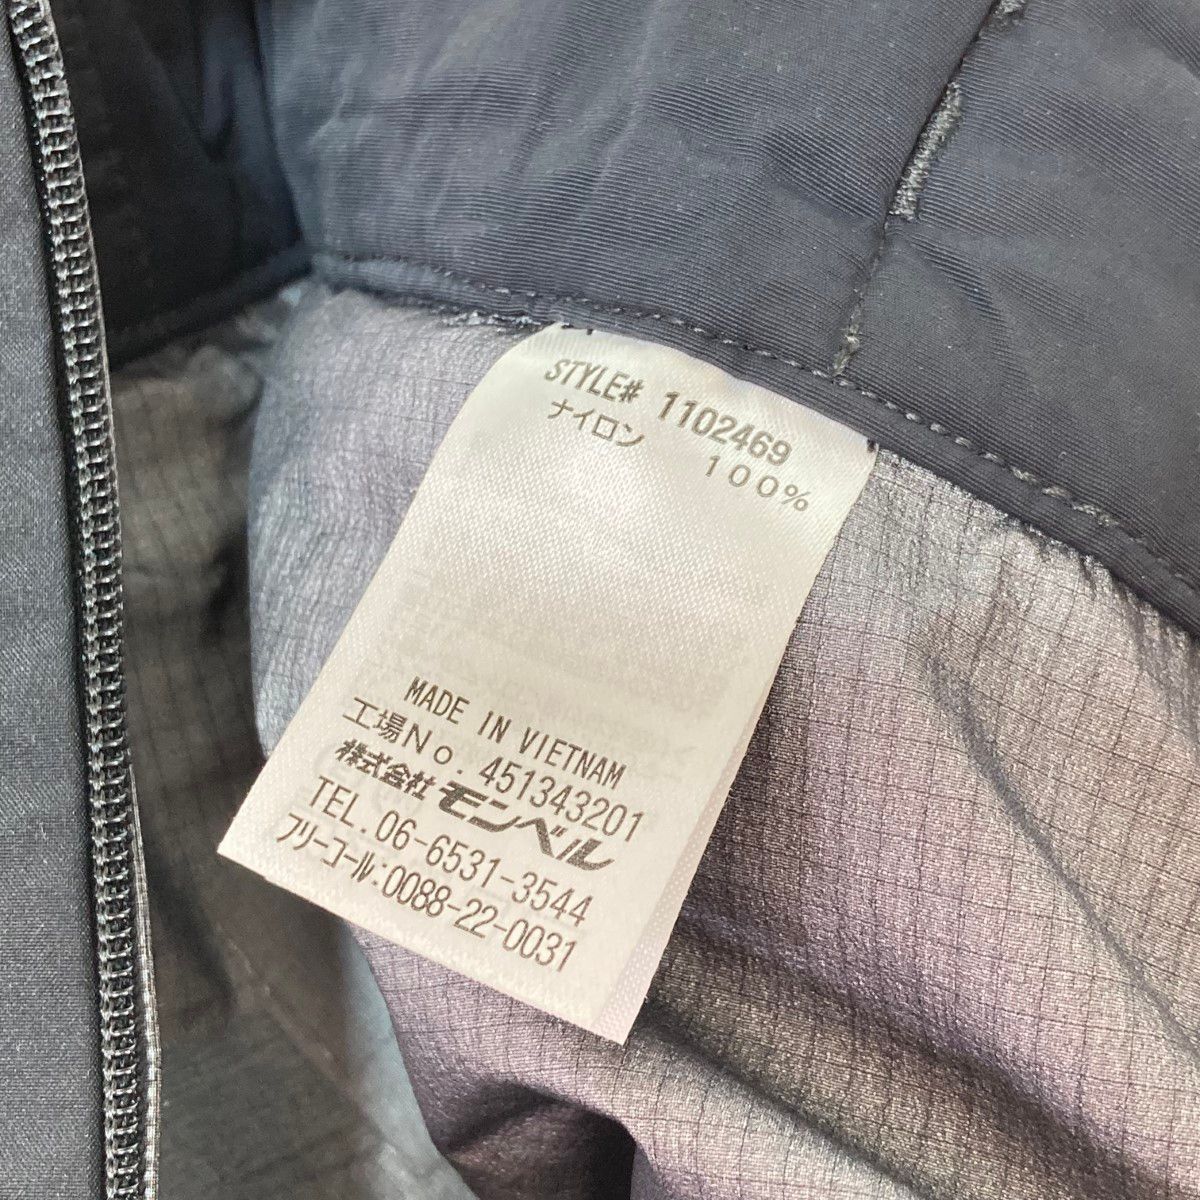 STYLE# 1102469
ナイロン 100%
MADE IN VIETNAM
工場No. 451343201
株式会社 モンベル
TEL. 06-6531-3544
フリーコール:0088-22-0031